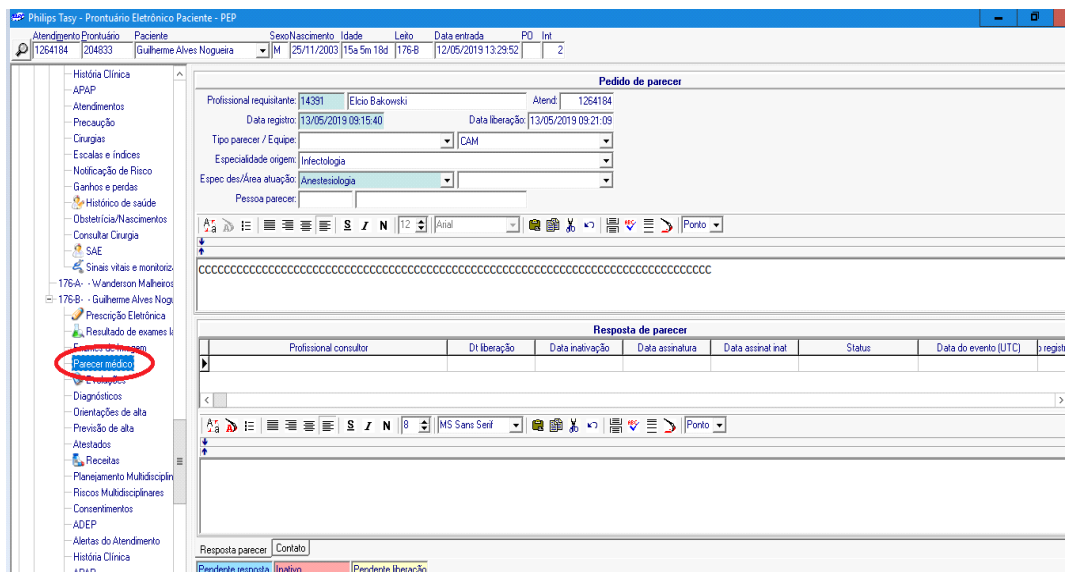 Philips Tasy - Prontuário Eletrônico Paciente - PEP
Atendimento Prontuário Paciente Sexo Nascimento Idade Leito Data entrada PO Int
1264184 204833 Guilherme Alves Nogueira M 25/11/2003 15a 5m 18d 176-B 12/05/2019 13:29:52 2
História Clínica
APAP
Atendimentos
Precaução
Cirurgias
Escalas e índices
Notificação de Risco
Ganhos e perdas
Histórico de saúde
Obstetrícia/Nascimentos
Consultar Cirurgia
SAE
Sinais vitais e monitoriz
176-A- - Wanderson Malheiros
176-B- - Guilherme Alves Nogu
Prescrição Eletrônica
Resultado de exames la
Exames de imagem
Parecer médico
Evoluções
Diagnósticos
Orientações de alta
Previsão de alta
Atestados
Receitas
Planejamento Multidisciplin
Riscos Multidisciplinares
Consentimentos
ADEP
Alertas do Atendimento
História Clínica
APAP
Pedido de parecer
Profissional requisitante: 14391 Elcio Bakowski Atend: 1264184
Data registro: 13/05/2019 09:15:40 Data liberação: 13/05/2019 09:21:09
Tipo parecer / Equipe: CAM
Especialidade origem: Infectologia
Espec des/Área atuação: Anestesiologia
Pessoa parecer:
S I N 12 Arial Ponto
Resposta de parecer
Profissional consultor Dt liberação Data inativação Data assinatura Data assinat inat Status Data do evento (UTC) o regist
S I N 8 MS Sans Serif Ponto
Resposta parecer Contato
Pendente resposta Inativo Pendente liberação